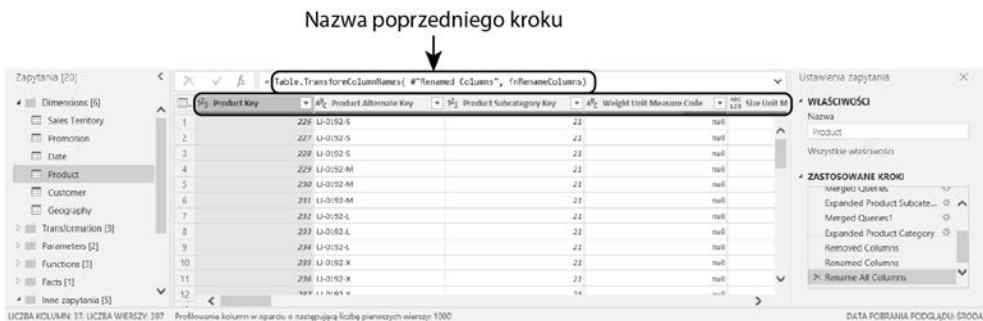 Nazwa poprzedniego kroku
Zapytania [20]
= Table.TransformColumnNames( #"Renamed Columns", fnRenameColumns)
Ustawienia zapytania
Dimensions [6]
Sales Territory
Promotion
Date
Product
Customer
Geography
Transformation [3]
Parameters [2]
Functions [3]
Facts [1]
Inne zapytania [5]
Product Key Product Alternate Key Product Subcategory Key Weight Unit Measure Code Size Unit M
1 226 LJ-0192-S 21 null
2 227 LJ-0192-S 21 null
3 228 LJ-0192-S 21 null
4 229 LJ-0192-M 21 null
5 230 LJ-0192-M 21 null
6 231 LJ-0192-M 21 null
7 232 LJ-0192-L 21 null
8 233 LJ-0192-L 21 null
9 234 LJ-0192-L 21 null
10 235 LJ-0192-X 21 null
11 236 LJ-0192-X 21 null
12
WŁAŚCIWOŚCI
Nazwa
Product
Wszystkie właściwości
ZASTOSOWANE KROKI
Merged Queries
Expanded Product Subcate...
Merged Queries1
Expanded Product Category
Removed Columns
Renamed Columns
Rename All Columns
LICZBA KOLUMN: 37, LICZBA WIERSZY: 397 Profilowanie kolumn w oparciu o następującą liczbę pierwszych wierszy: 1000
DATA POBRANIA PODGLĄDU: ŚRODA